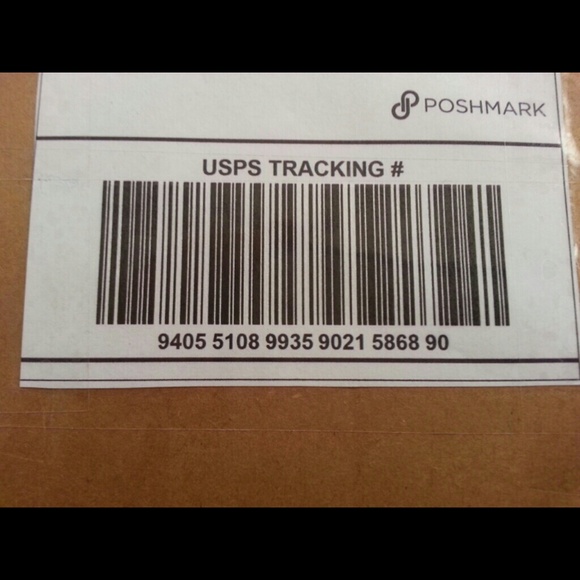 POSHMARK
USPS TRACKING #
9405 5108 9935 9021 5868 90